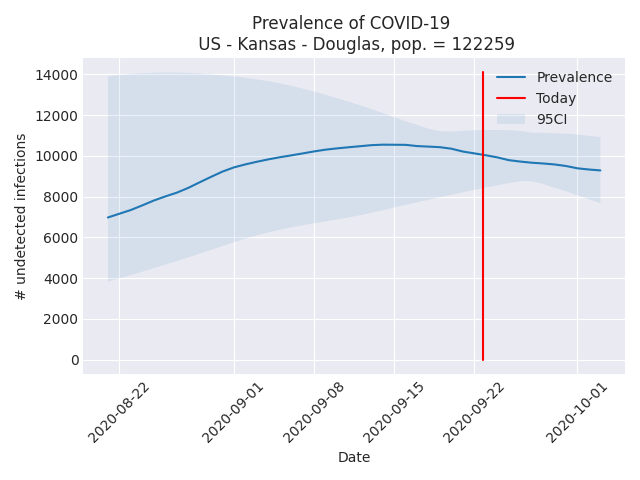 Prevalence of COVID-19
US - Kansas - Douglas, pop. = 122259
# undetected infections
14000
12000
10000
8000
6000
4000
2000
0
Prevalence
Today
95CI
2020-08-22
2020-09-01
2020-09-08
2020-09-15
2020-09-22
2020-10-01
Date